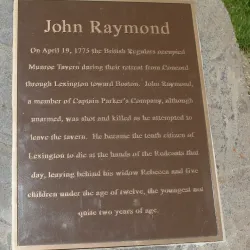 John Raymond
On April 19, 1775 the British Regulars occupied
Munroe Tavern during their retreat from Concord
through Lexington toward Boston. John Raymond,
a member of Captain Parker's Company, although
unarmed, was shot and killed as he attempted to
leave the tavern. He became the tenth citizen of
Lexington to die at the hands of the Redcoats that
day, leaving behind his widow Rebecca and five
children under the age of twelve, the youngest not
quite two years of age.